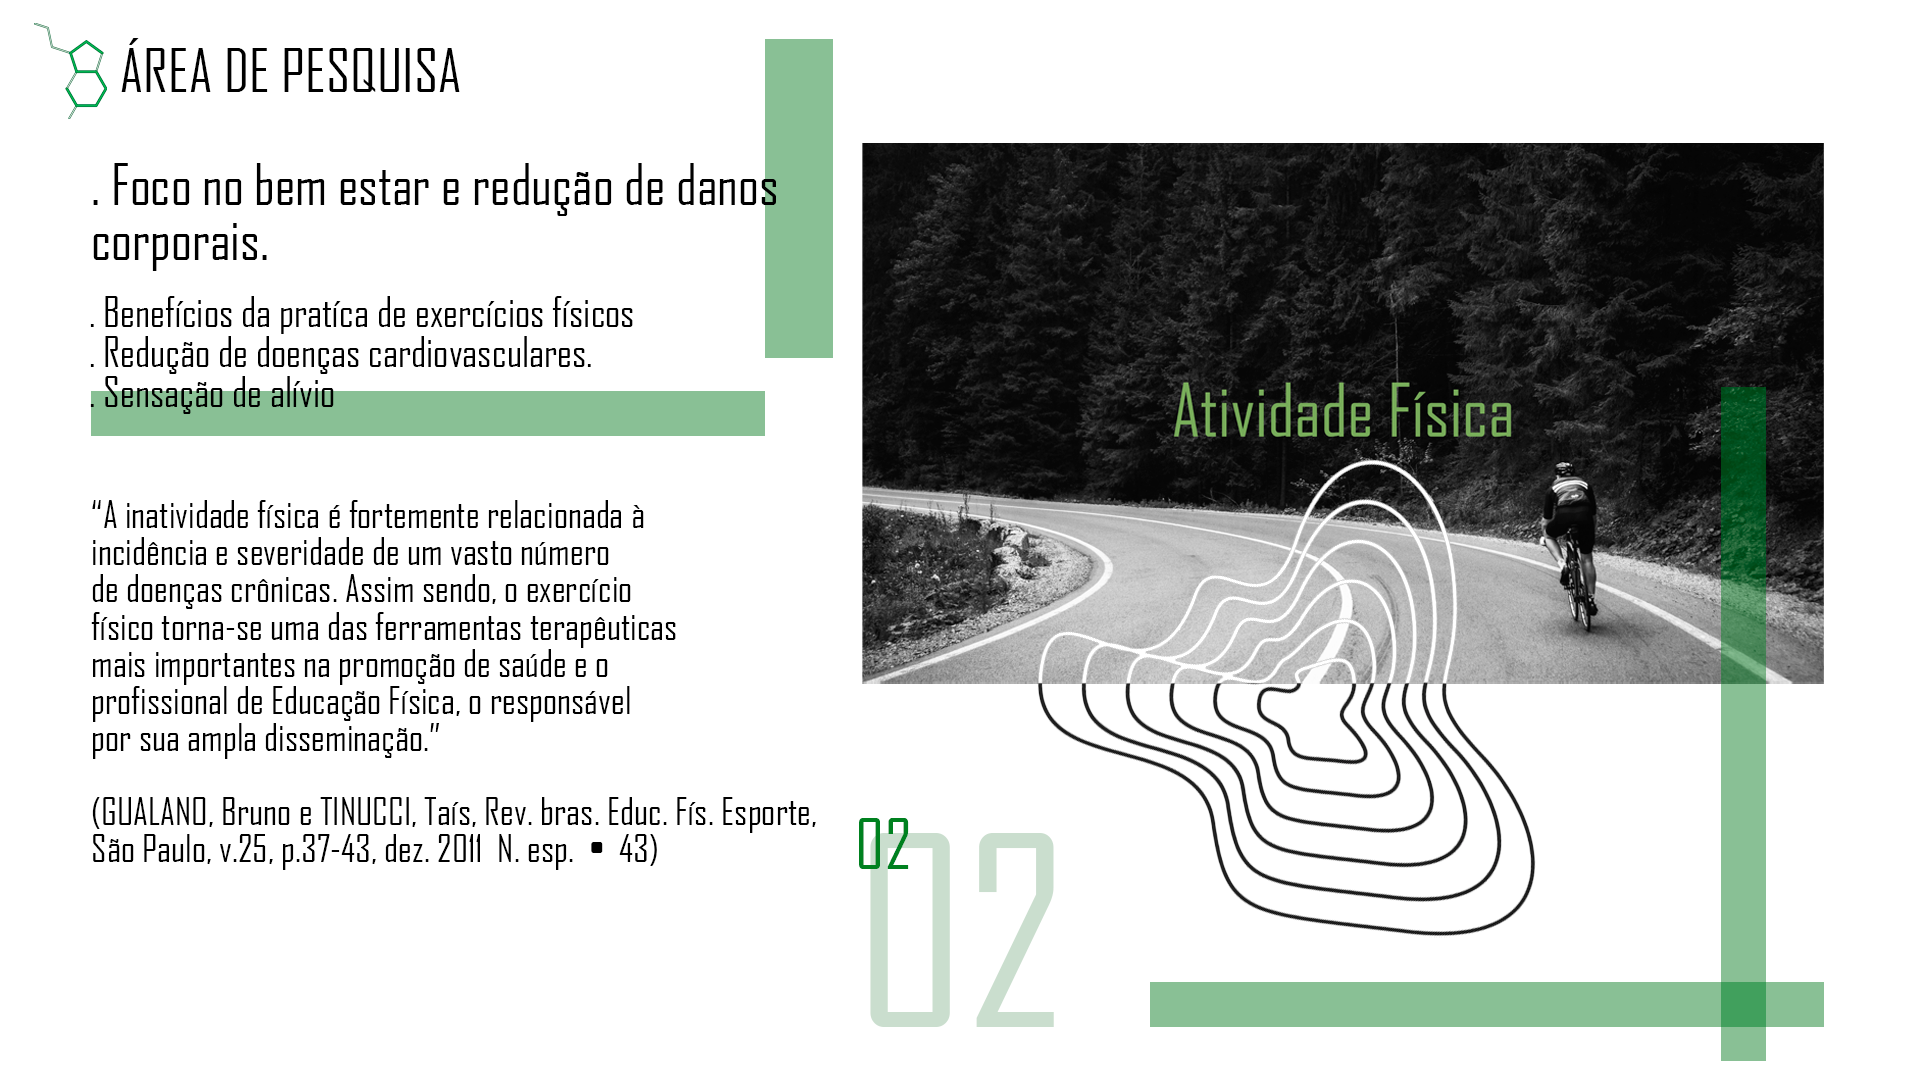 ÁREA DE PESQUISA
. Foco no bem estar e redução de danos
corporais.
. Benefícios da pratíca de exercícios físicos
. Redução de doenças cardiovasculares.
. Sensação de alívio
“A inatividade física é fortemente relacionada à
incidência e severidade de um vasto número
de doenças crônicas. Assim sendo, o exercício
físico torna-se uma das ferramentas terapêuticas
mais importantes na promoção de saúde e o
profissional de Educação Física, o responsável
por sua ampla disseminação.”
(GUALANO, Bruno e TINUCCI, Taís, Rev. bras. Educ. Fís. Esporte,
São Paulo, v.25, p.37-43, dez. 2011 N. esp. • 43)
Atividade Física
02
02